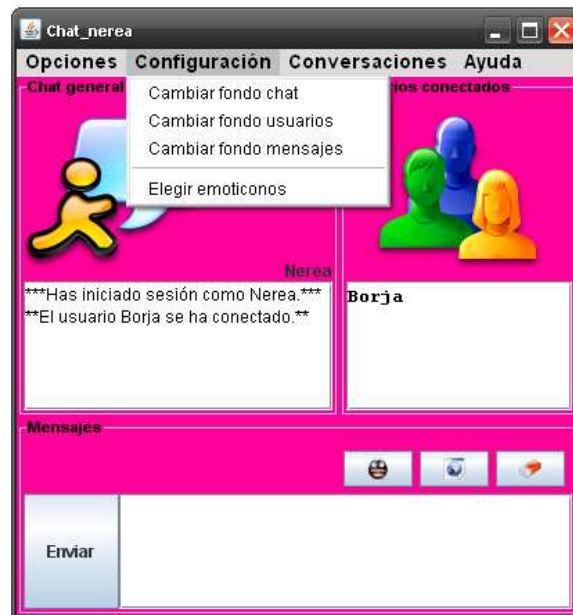 Chat_nerea
Opciones Configuración Conversaciones Ayuda
Chat general
ios conectados
Cambiar fondo chat
Cambiar fondo usuarios
Cambiar fondo mensajes
Elegir emoticonos
Nerea
***Has iniciado sesión como Nerea.***
**El usuario Borja se ha conectado.**
Borja
Mensajes
Enviar